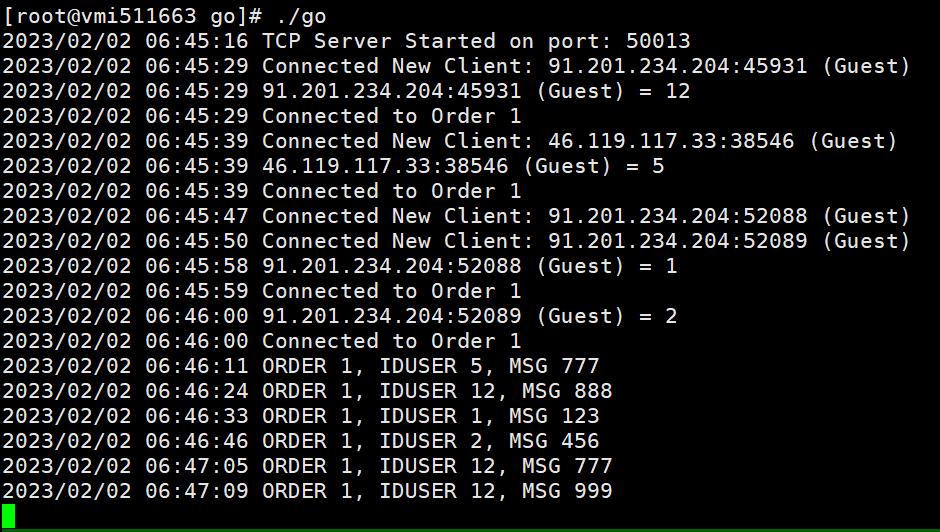 [root@vmi511663 go]# ./go
2023/02/02 06:45:16 TCP Server Started on port: 50013
2023/02/02 06:45:29 Connected New Client: 91.201.234.204:45931 (Guest)
2023/02/02 06:45:29 91.201.234.204:45931 (Guest) = 12
2023/02/02 06:45:29 Connected to Order 1
2023/02/02 06:45:39 Connected New Client: 46.119.117.33:38546 (Guest)
2023/02/02 06:45:39 46.119.117.33:38546 (Guest) = 5
2023/02/02 06:45:39 Connected to Order 1
2023/02/02 06:45:47 Connected New Client: 91.201.234.204:52088 (Guest)
2023/02/02 06:45:50 Connected New Client: 91.201.234.204:52089 (Guest)
2023/02/02 06:45:58 91.201.234.204:52088 (Guest) = 1
2023/02/02 06:45:59 Connected to Order 1
2023/02/02 06:46:00 91.201.234.204:52089 (Guest) = 2
2023/02/02 06:46:00 Connected to Order 1
2023/02/02 06:46:11 ORDER 1, IDUSER 5, MSG 777
2023/02/02 06:46:24 ORDER 1, IDUSER 12, MSG 888
2023/02/02 06:46:33 ORDER 1, IDUSER 1, MSG 123
2023/02/02 06:46:46 ORDER 1, IDUSER 2, MSG 456
2023/02/02 06:47:05 ORDER 1, IDUSER 12, MSG 777
2023/02/02 06:47:09 ORDER 1, IDUSER 12, MSG 999